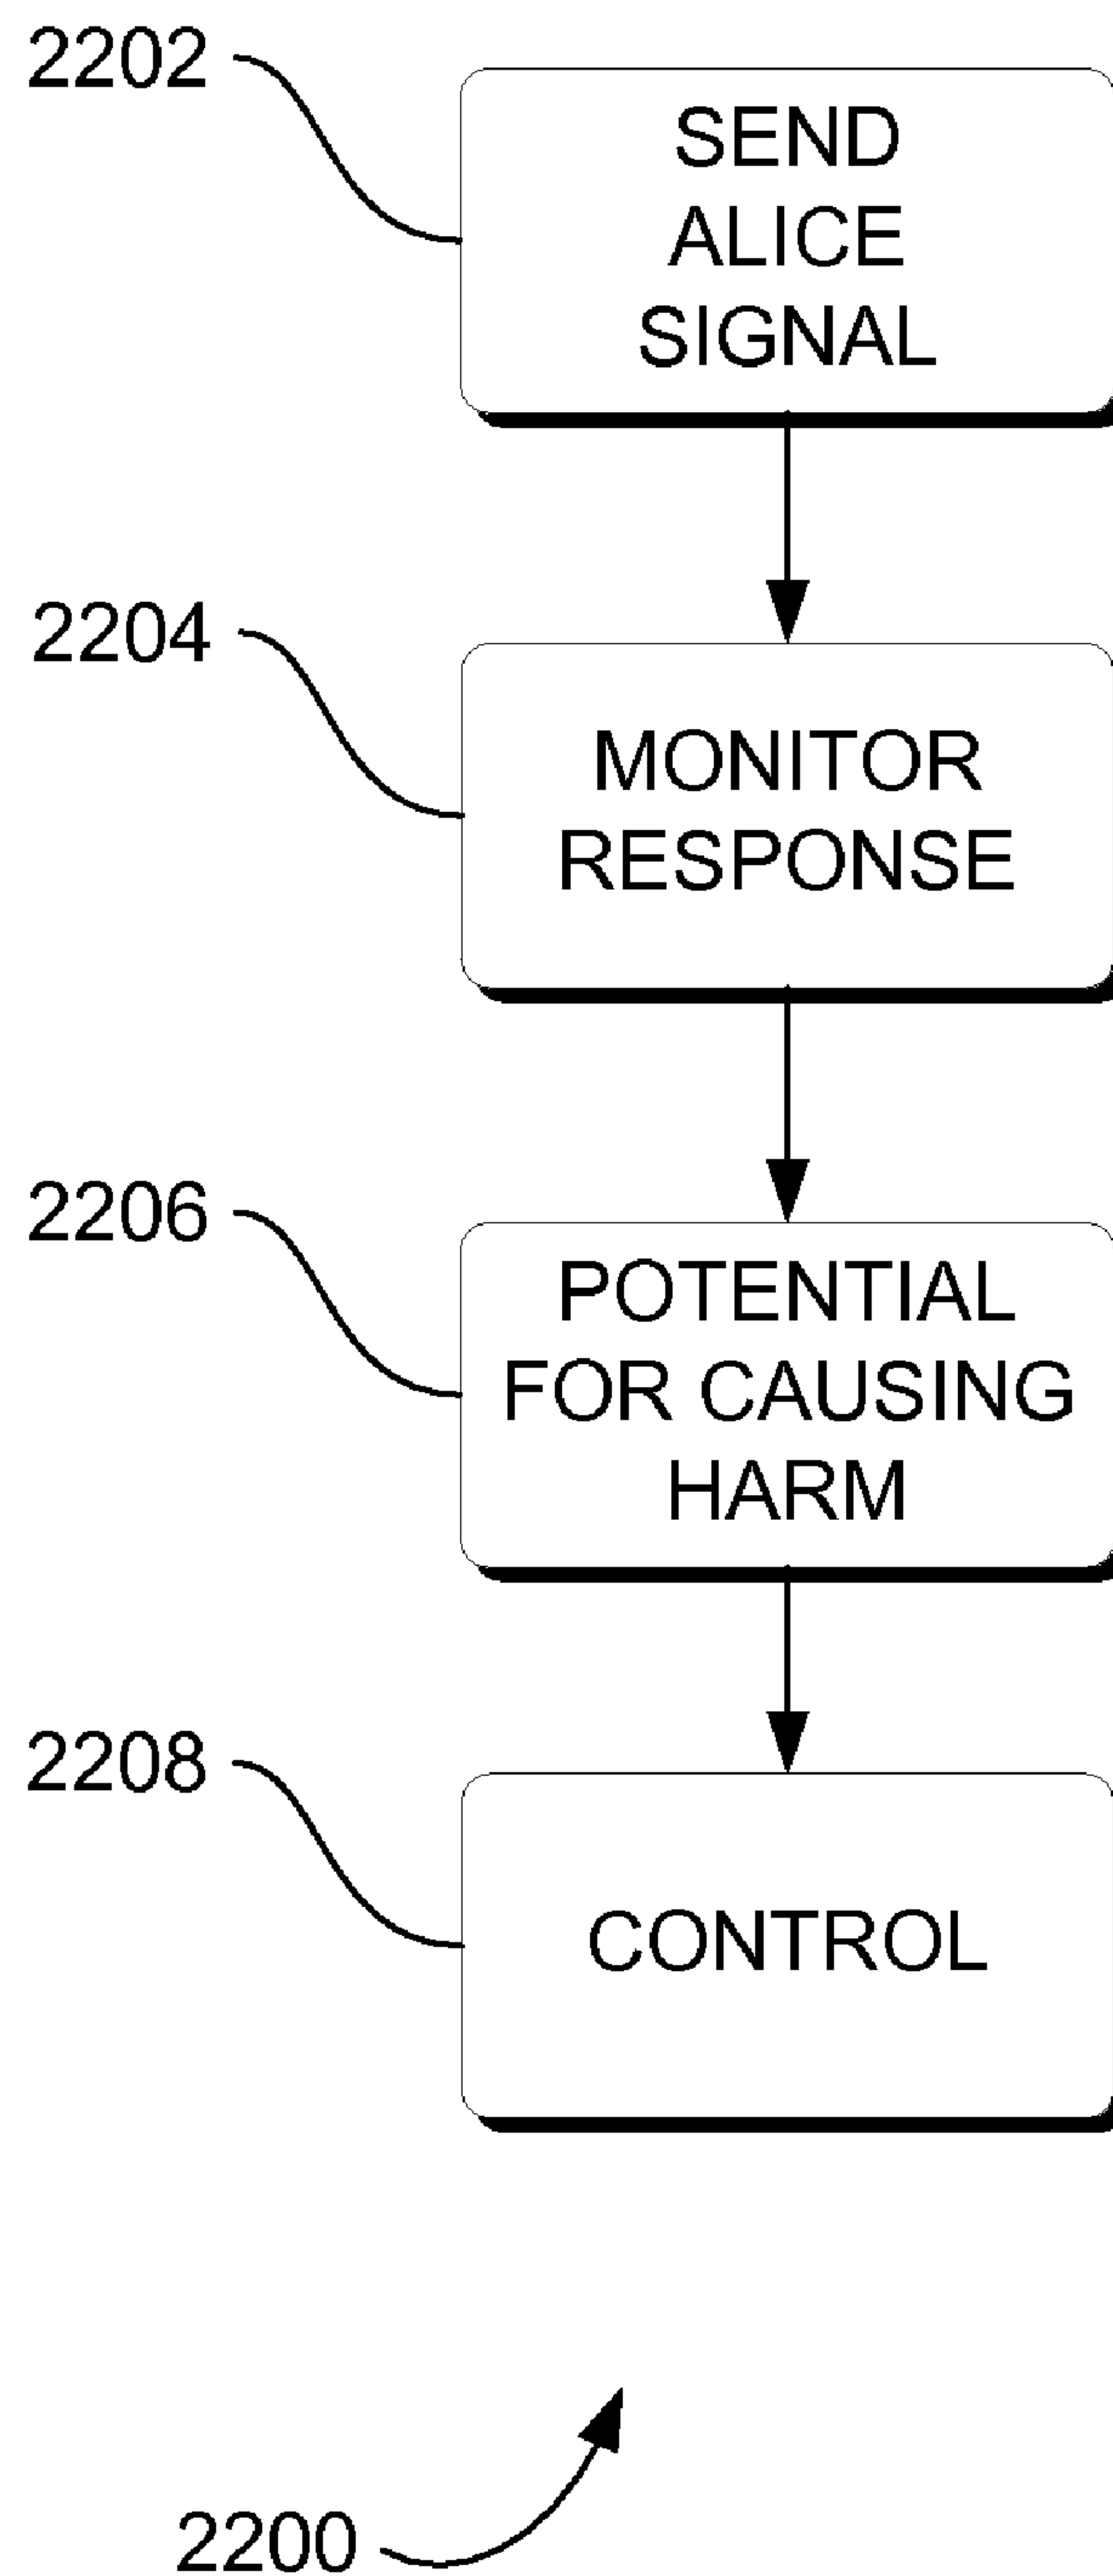 2202
SEND
ALICE
SIGNAL
2204
MONITOR
RESPONSE
2206
POTENTIAL
FOR CAUSING
HARM
2208
CONTROL
2200